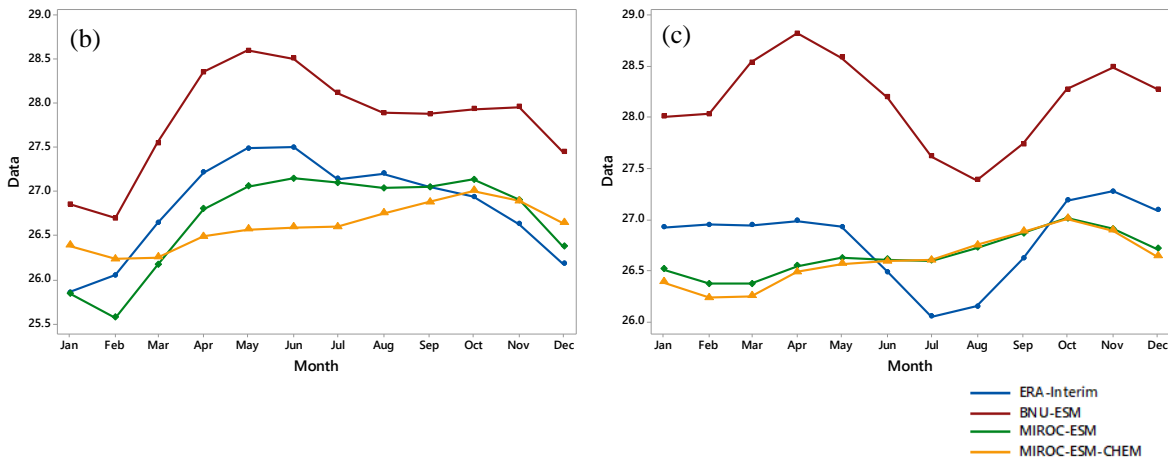 (b)
29.0
28.5
28.0
27.5
27.0
26.5
26.0
25.5
Data
Jan Feb Mar Apr May Jun Jul Aug Sep Oct Nov Dec
Month
(c)
29.0
28.5
28.0
27.5
27.0
26.5
26.0
Data
Jan Feb Mar Apr May Jun Jul Aug Sep Oct Nov Dec
Month
ERA-Interim
BNU-ESM
MIROC-ESM
MIROC-ESM-CHEM